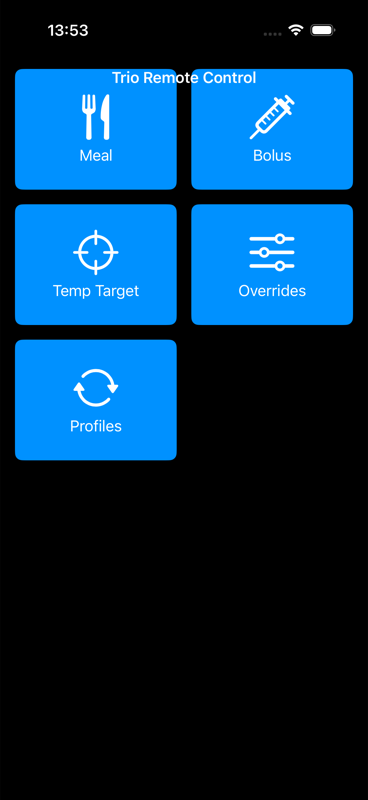 13:53
Trio Remote Control
Meal
Bolus
Temp Target
Overrides
Profiles